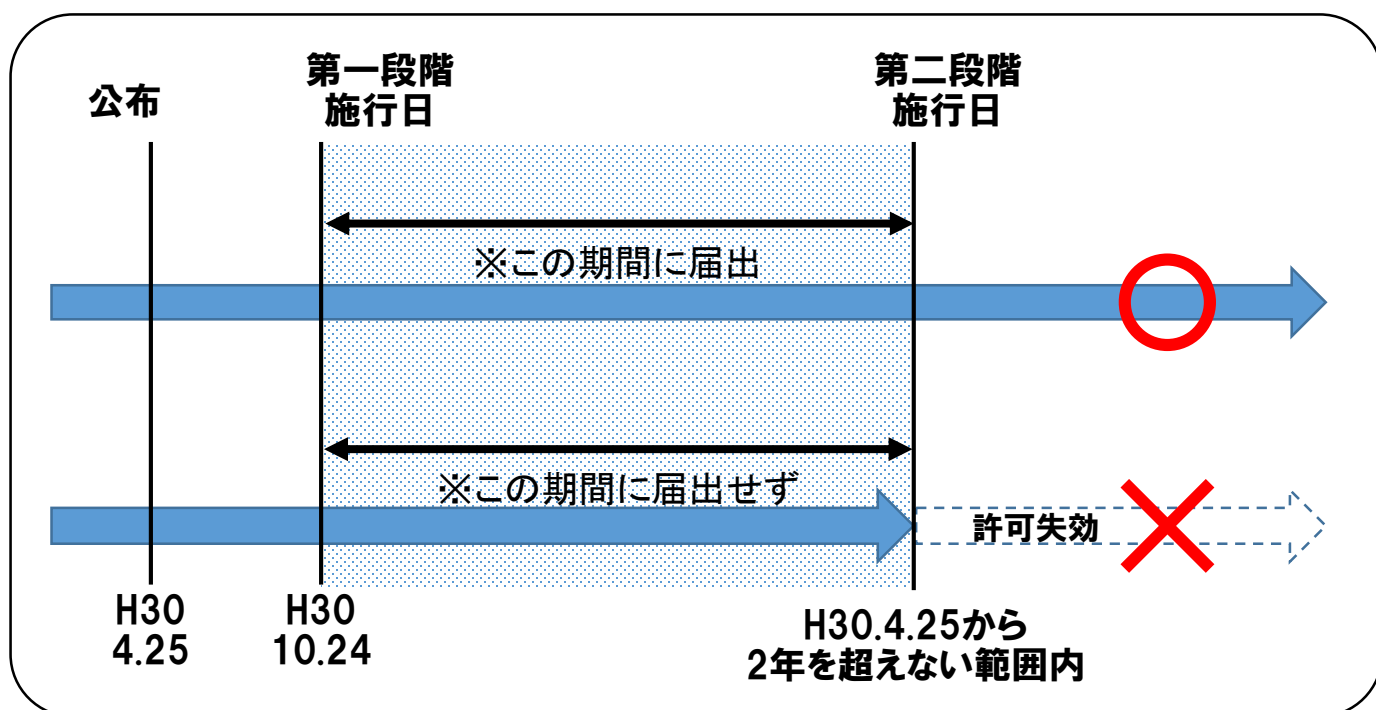 公布
第一段階
施行日
第二段階
施行日
※この期間に届出
※この期間に届出せず
許可失効
H30
4.25
H30
10.24
H30.4.25から
2年を超えない範囲内